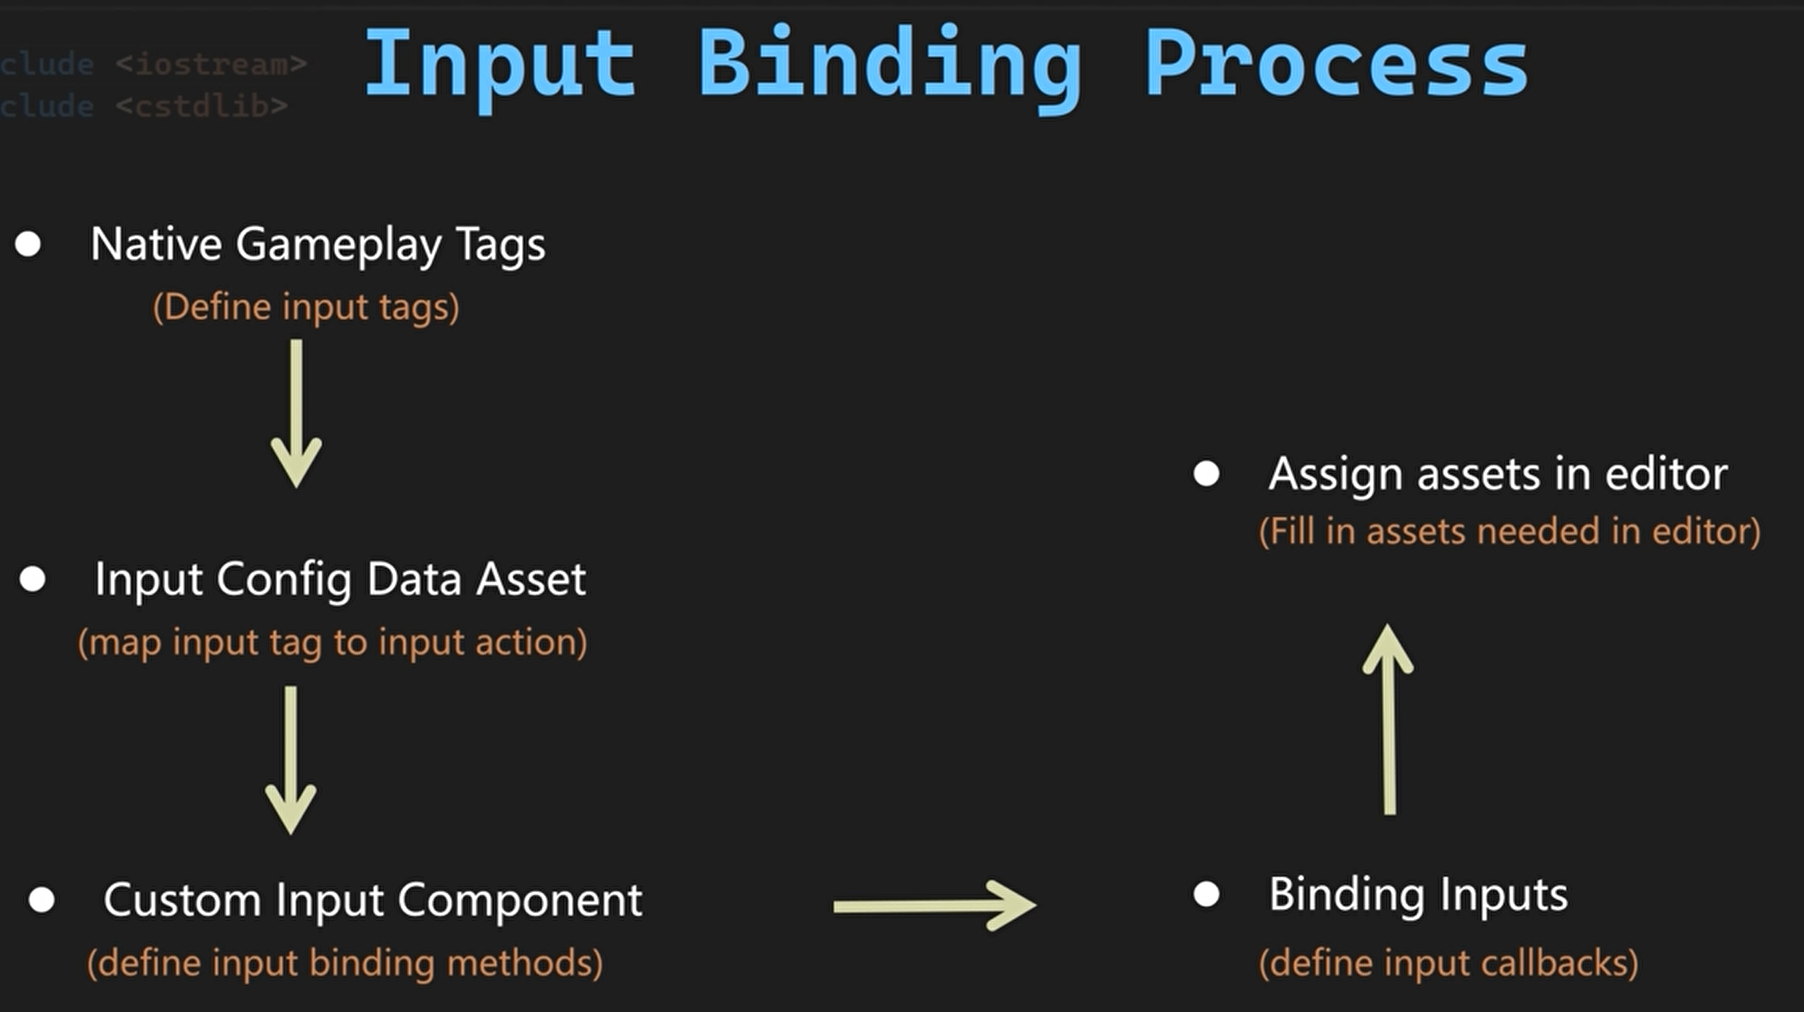 clude <iostream>
clude <cstdlib>
Input Binding Process
Native Gameplay Tags
(Define input tags)
Input Config Data Asset
(map input tag to input action)
Custom Input Component
(define input binding methods)
Binding Inputs
(define input callbacks)
Assign assets in editor
(Fill in assets needed in editor)